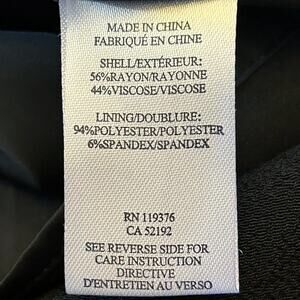 MADE IN CHINA
FABRIQUÉ EN CHINE
SHELL/EXTÉRIEUR:
56%RAYON/RAYONNE
44%VISCOSE/VISCOSE
LINING/DOUBLURE:
94%POLYESTER/POLYESTER
6%SPANDEX/SPANDEX
RN 119376
CA 52192
SEE REVERSE SIDE FOR
CARE INSTRUCTION
DIRECTIVE
D'ENTRETIEN AU VERSO